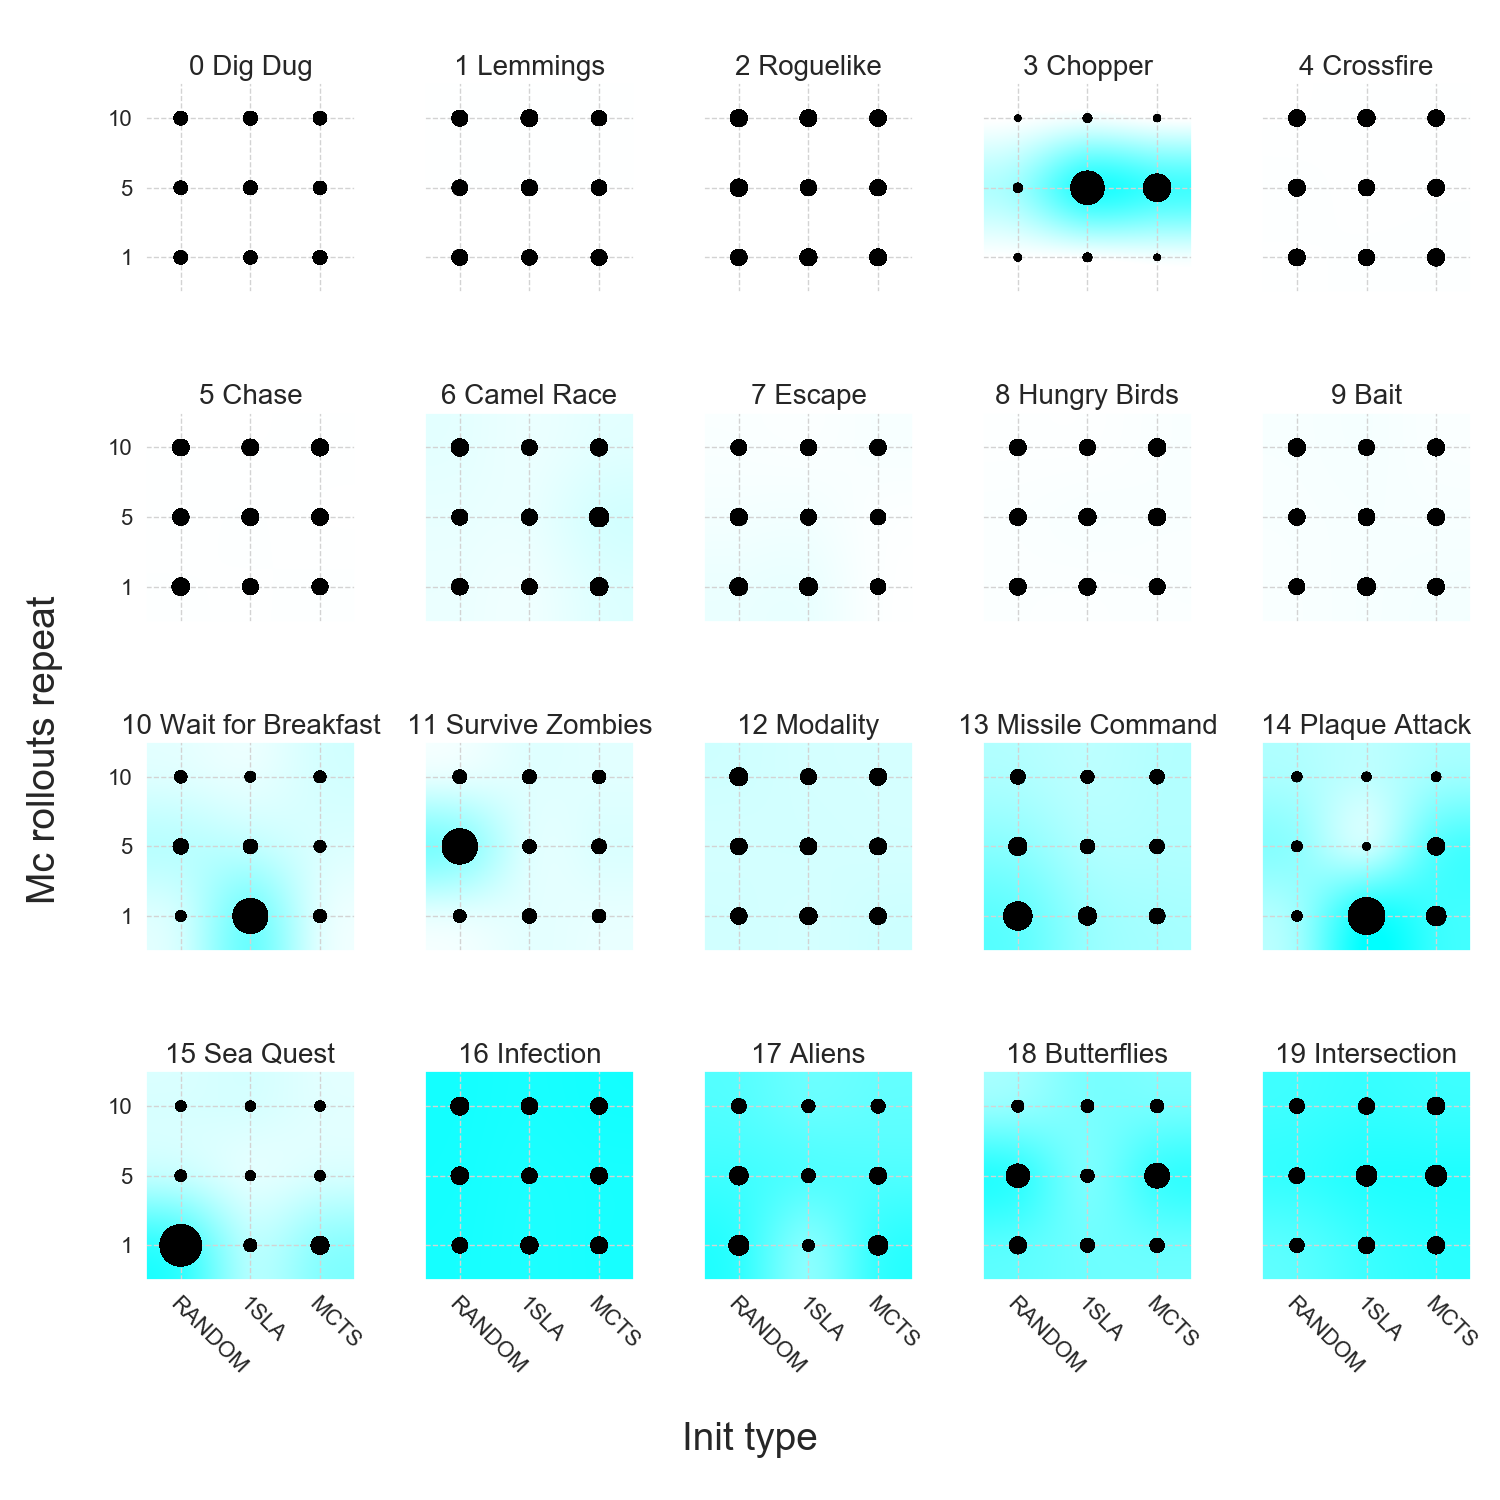 0 Dig Dug
1 Lemmings
2 Roguelike
3 Chopper
4 Crossfire
10
5
1
5 Chase
6 Camel Race
7 Escape
8 Hungry Birds
9 Bait
10
5
1
Mc rollouts repeat
10 Wait for Breakfast
11 Survive Zombies
12 Modality
13 Missile Command
14 Plaque Attack
10
5
1
15 Sea Quest
16 Infection
17 Aliens
18 Butterflies
19 Intersection
10
5
1
RANDOM
1SLA
MCTS
RANDOM
1SLA
MCTS
RANDOM
1SLA
MCTS
RANDOM
1SLA
MCTS
RANDOM
1SLA
MCTS
Init type